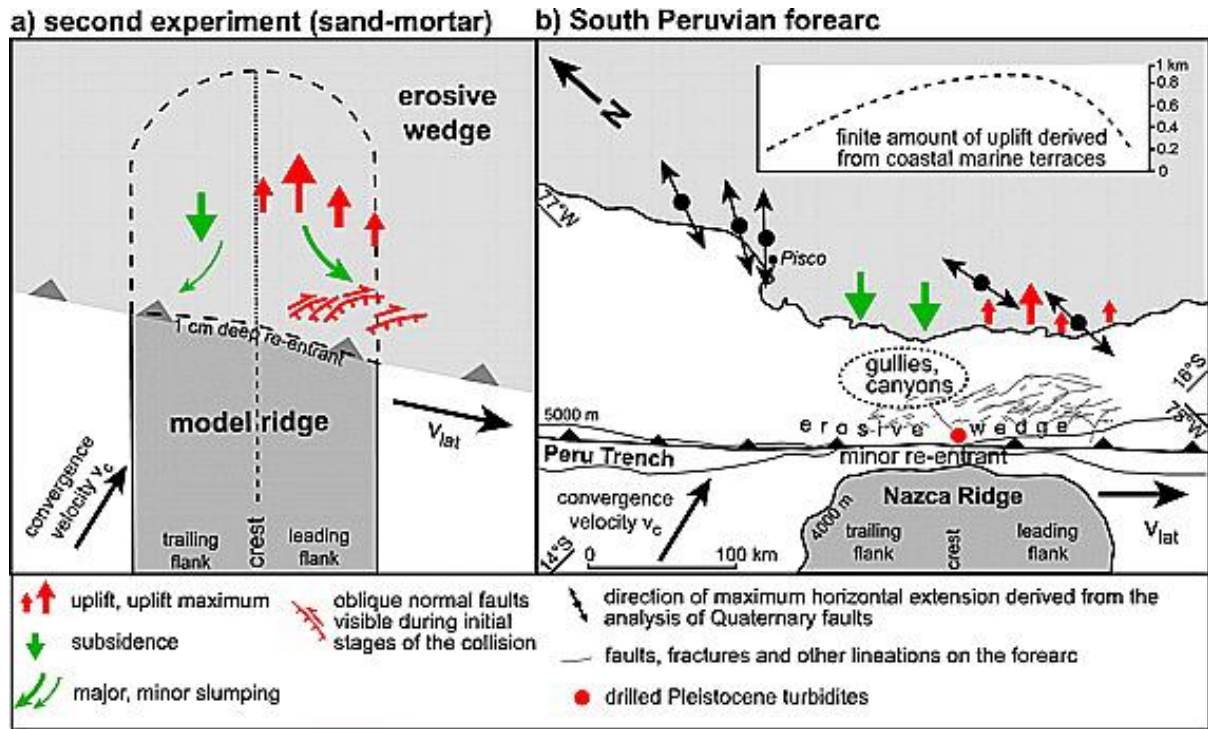 a) second experiment (sand-mortar)
erosive
wedge
1 cm deep re-entrant
model ridge
convergence
velocity vc
vlat
trailing
flank
crest
leading
flank
b) South Peruvian forearc
N
1 km
0.8
0.6
0.4
0.2
0
finite amount of uplift derived
from coastal marine terraces
77°W
Pisco
gullies,
canyons
16°S
75°W
5000 m
erosive wedge
Peru Trench
minor re-entrant
Nazca Ridge
convergence
velocity vc
4000 m
vlat
trailing
flank
crest
leading
flank
14°S
0 100 km
uplift, uplift maximum
subsidence
major, minor slumping
oblique normal faults
visible during initial
stages of the collision
direction of maximum horizontal extension derived from the
analysis of Quaternary faults
faults, fractures and other lineations on the forearc
drilled Pleistocene turbidites